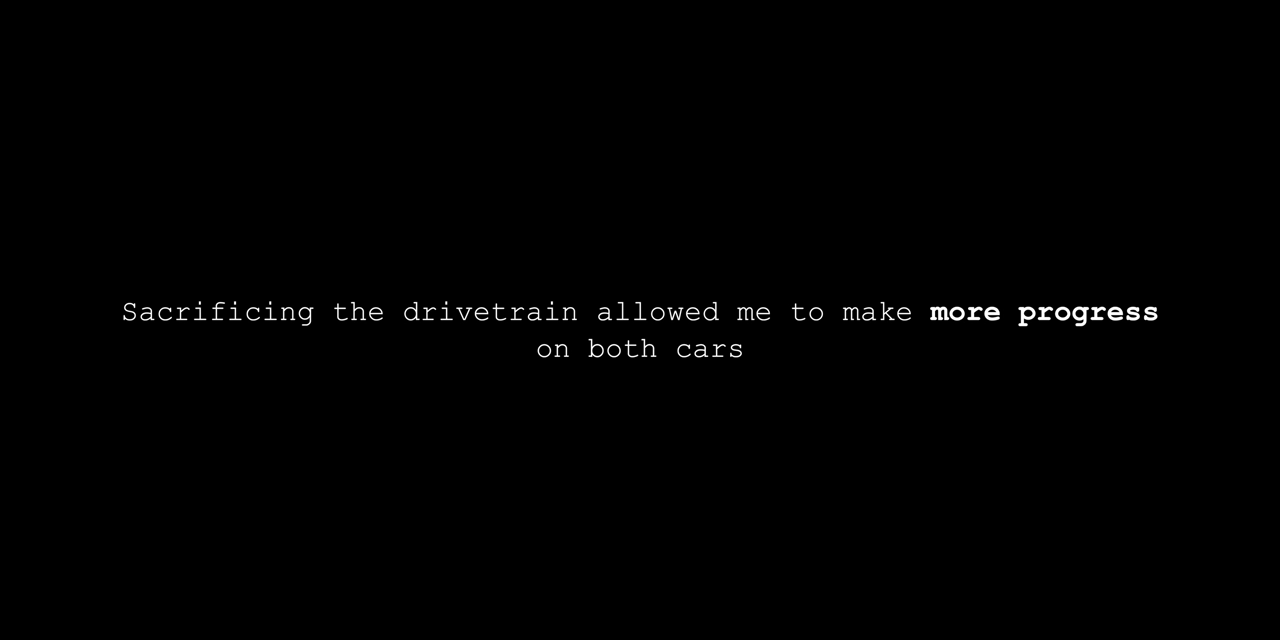 Sacrificing the drivetrain allowed me to make more progress
on both cars